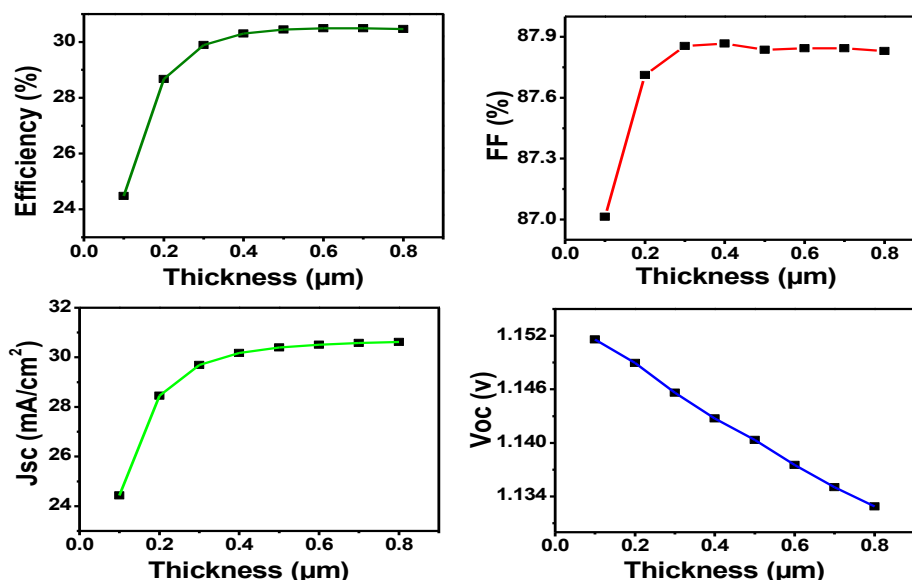 Efficiency (%)
30
28
26
24
0.0 0.2 0.4 0.6 0.8
Thickness (μm)
FF (%)
87.9
87.6
87.3
87.0
0.0 0.2 0.4 0.6 0.8
Thickness (μm)
Jsc (mA/cm²)
32
30
28
26
24
0.0 0.2 0.4 0.6 0.8
Thickness (μm)
Voc (v)
1.152
1.146
1.140
1.134
0.0 0.2 0.4 0.6 0.8
Thickness (μm)